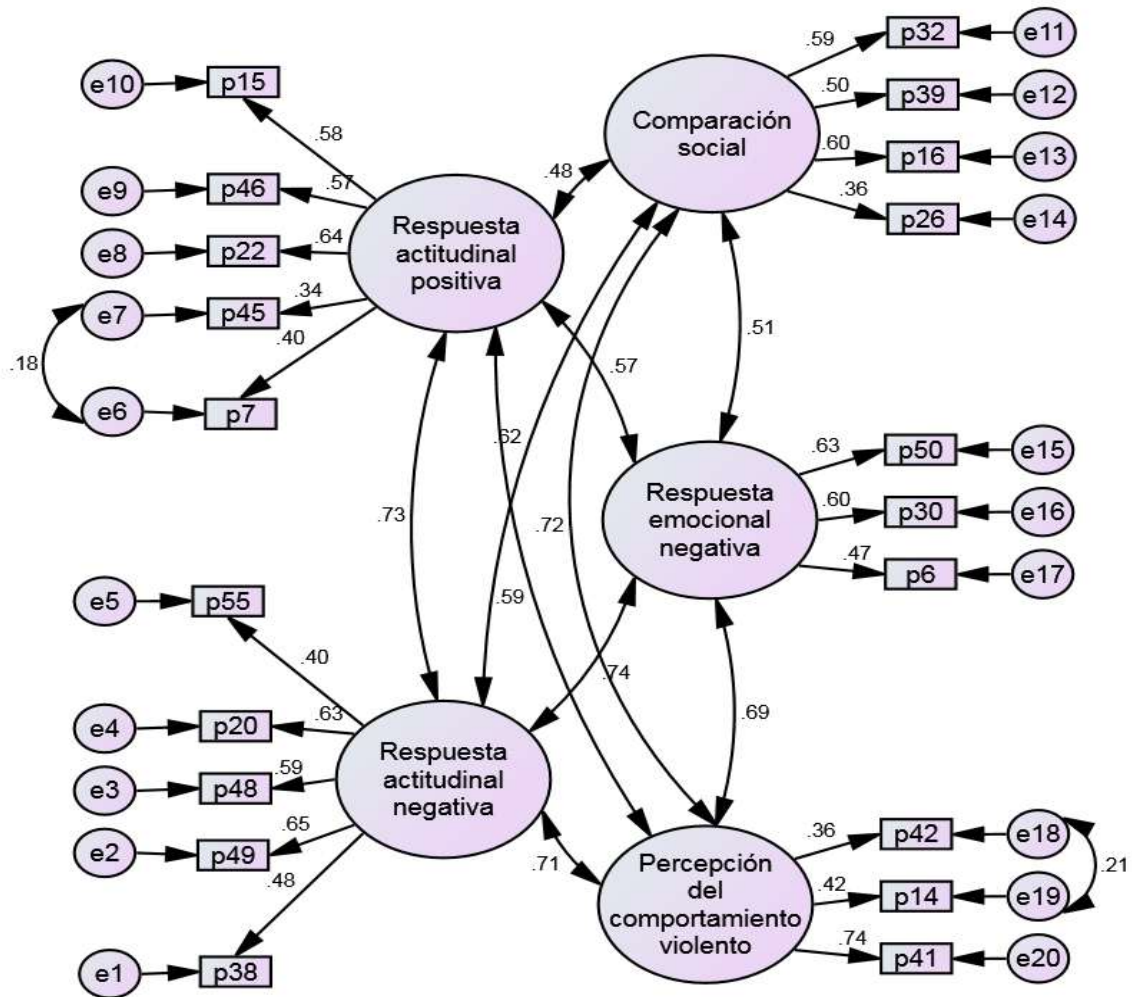 e10
p15
.58
e9
p46
.57
e8
p22
.64
e7
p45
.34
.18
e6
p7
.40
Respuesta
actitudinal
positiva
.48
Comparación
social
.59
p32
e11
.50
p39
e12
.60
p16
e13
.36
p26
e14
.51
.57
.62
.73
.72
.59
.74
.69
Respuesta
emocional
negativa
.63
p50
e15
.60
p30
e16
.47
p6
e17
e5
p55
.40
e4
p20
.63
e3
p48
.59
e2
p49
.65
e1
p38
.48
Respuesta
actitudinal
negativa
.71
Percepción
del
comportamiento
violento
.36
p42
e18
.42
p14
e19
.21
.74
p41
e20